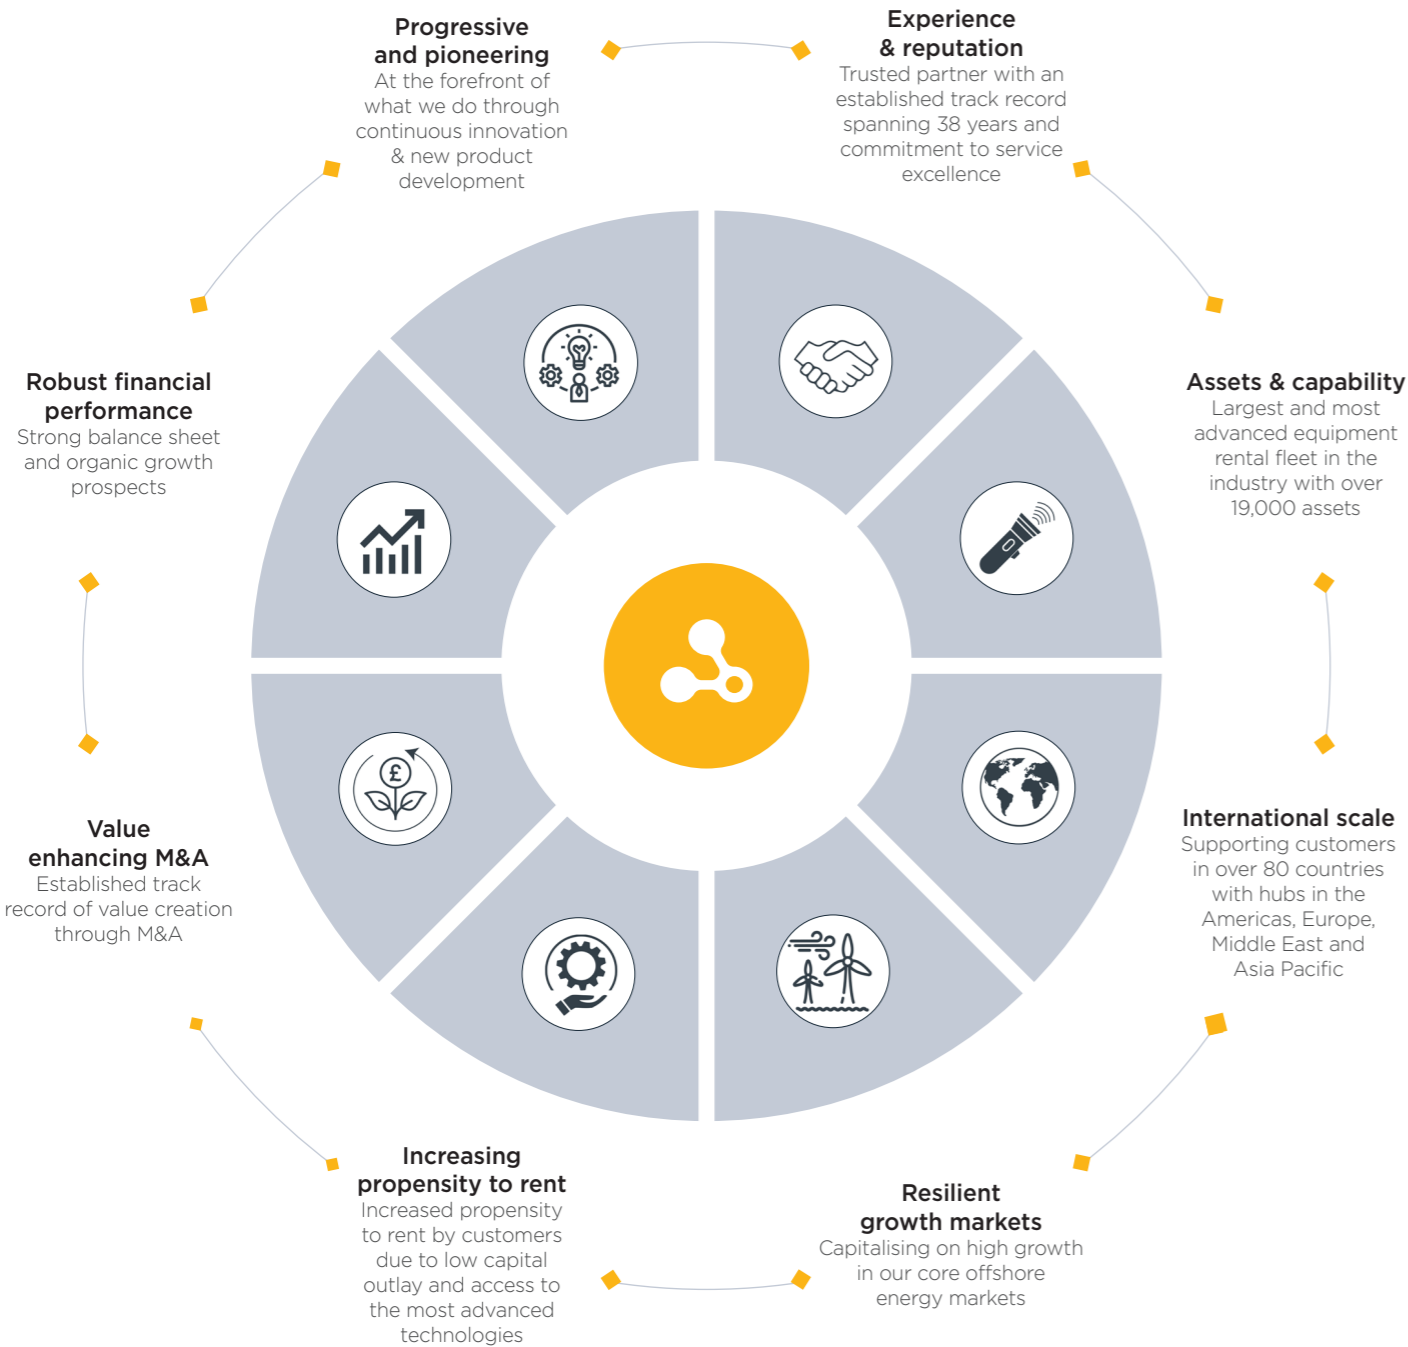 Progressive
and pioneering
At the forefront of
what we do through
continuous innovation
& new product
development
Experience
& reputation
Trusted partner with an
established track record
spanning 38 years and
commitment to service
excellence
Assets & capability
Largest and most
advanced equipment
rental fleet in the
industry with over
19,000 assets
International scale
Supporting customers
in over 80 countries
with hubs in the
Americas, Europe,
Middle East and
Asia Pacific
Resilient
growth markets
Capitalising on high growth
in our core offshore
energy markets
Increasing
propensity to rent
Increased propensity
to rent by customers
due to low capital
outlay and access to
the most advanced
technologies
Value
enhancing M&A
Established track
record of value creation
through M&A
£
Robust financial
performance
Strong balance sheet
and organic growth
prospects